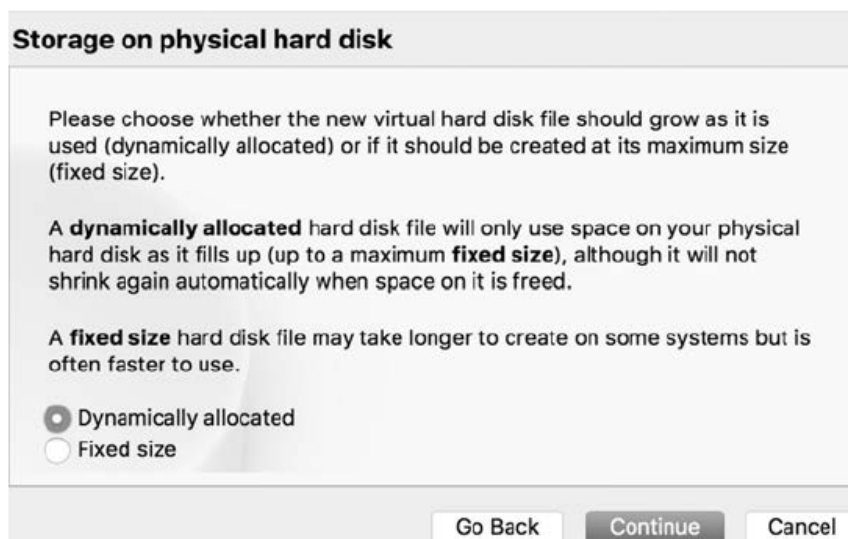 Storage on physical hard disk
Please choose whether the new virtual hard disk file should grow as it is
used (dynamically allocated) or if it should be created at its maximum size
(fixed size).
A dynamically allocated hard disk file will only use space on your physical
hard disk as it fills up (up to a maximum fixed size), although it will not
shrink again automatically when space on it is freed.
A fixed size hard disk file may take longer to create on some systems but is
often faster to use.
Dynamically allocated
Fixed size
Go Back Continue Cancel